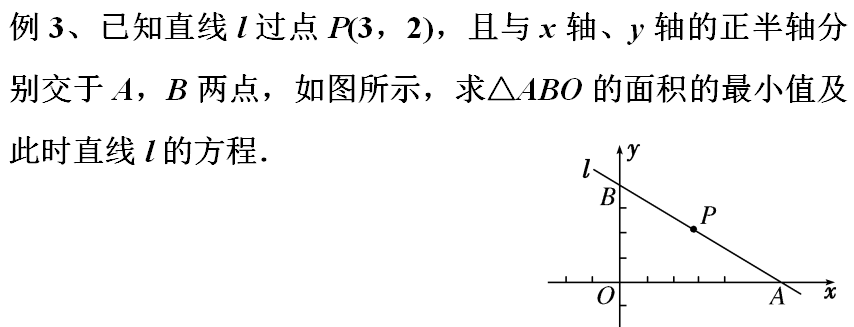 例 3、已知直线 l 过点 P(3，2)，且与 x 轴、y 轴的正半轴分
别交于 A，B 两点，如图所示，求△ABO 的面积的最小值及
此时直线 l 的方程.
y
l
B
P
O
A
x